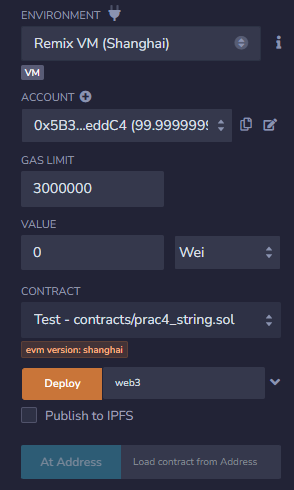 ENVIRONMENT
Remix VM (Shanghai)
VM
ACCOUNT
0x5B3...eddC4 (99.9999999
GAS LIMIT
3000000
VALUE
0
Wei
CONTRACT
Test - contracts/prac4_string.sol
evm version: shanghai
Deploy
web3
Publish to IPFS
At Address
Load contract from Address